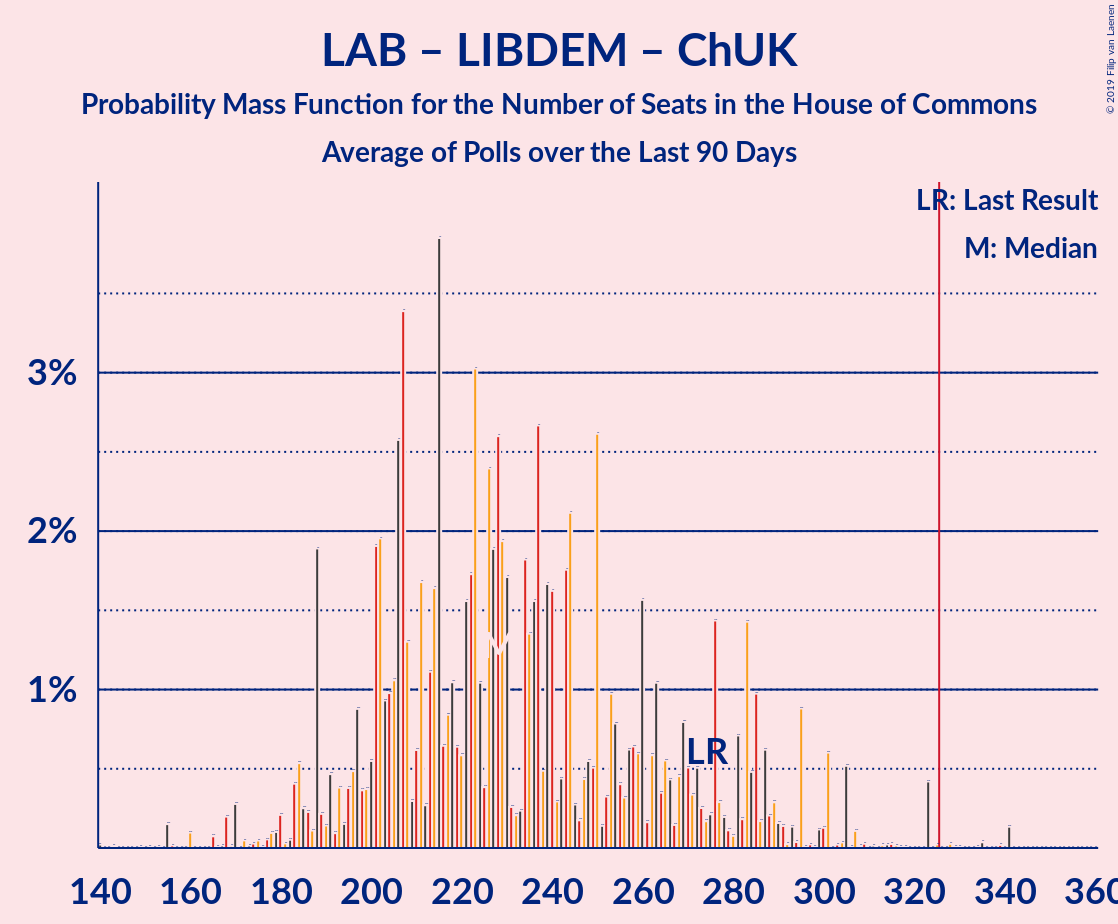 LAB – LIBDEM – ChUK
Probability Mass Function for the Number of Seats in the House of Commons
Average of Polls over the Last 90 Days
© 2019 Filip van Laenen
LR: Last Result
M: Median
3%
2%
1%
LR
140 160 180 200 220 240 260 280 300 320 340 360